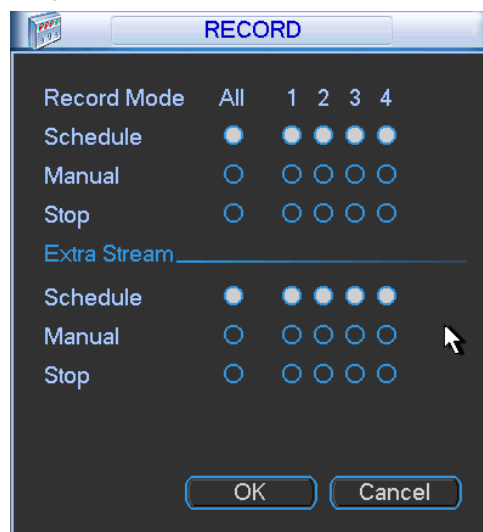 RECORD
Record Mode All 1 2 3 4
Schedule
Manual
Stop
Extra Stream
Schedule
Manual
Stop
OK Cancel